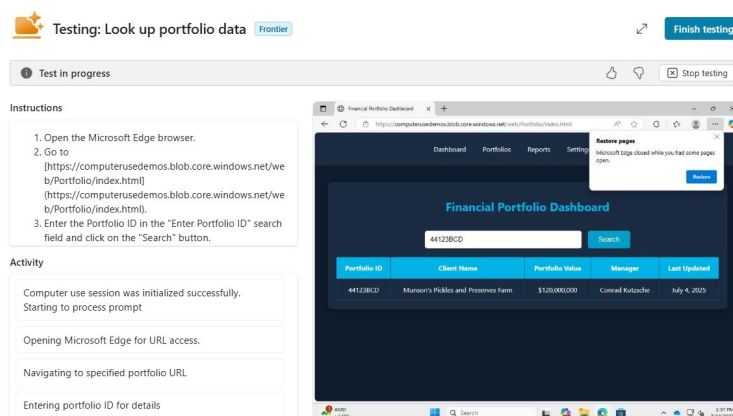 Testing: Look up portfolio data Frontier
Finish testing
Test in progress
Stop testing
Instructions
1. Open the Microsoft Edge browser.
2. Go to
[https://computerusedemos.blob.core.windows.net/we
b/Portfolio/index.html]
(https://computerusedemos.blob.core.windows.net/we
b/Portfolio/index.html).
3. Enter the Portfolio ID in the "Enter Portfolio ID" search
field and click on the "Search" button.
Activity
Computer use session was initialized successfully.
Starting to process prompt
Opening Microsoft Edge for URL access.
Navigating to specified portfolio URL
Entering portfolio ID for details
Financial Portfolio Dashboard
https://computerusedemos.blob.core.windows.net/web/Portfolio/index.html
Dashboard Portfolios Reports Settings
Restore pages
Microsoft Edge closed while you had some pages
open.
Restore
Financial Portfolio Dashboard
44123BCD Search
Portfolio ID Client Name Portfolio Value Manager Last Updated
44123BCD Munson's Pickles and Preserves Farm $120,000,000 Conrad Kutzsche July 4, 2025
AMD
Search
1:37 PM